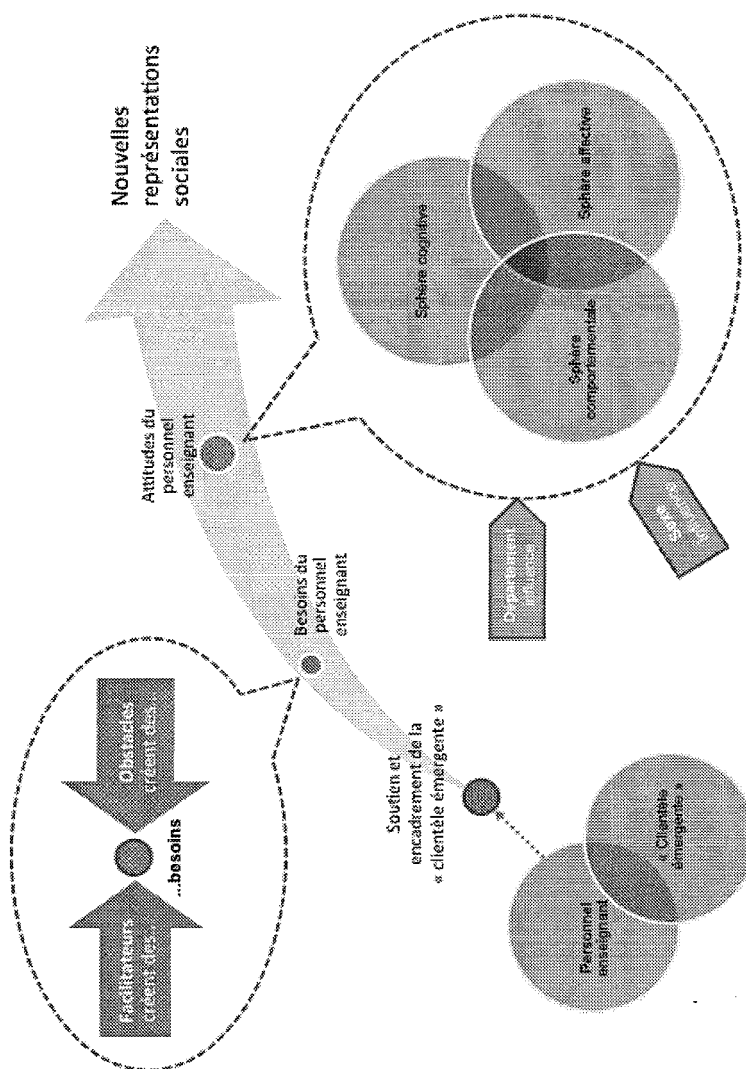 Facilitateurs
créent des...
Obstacles
créent des...
...besoins
Nouvelles
représentations
sociales
Attitudes du
personnel
enseignant
Besoins du
personnel
enseignant
Soutien et
encadrement de la
« clientèle émergente »
Personnel
enseignant
« Clientèle
émergente »
Département
Sphère cognitive
Sphère
comportementale
Sphère affective